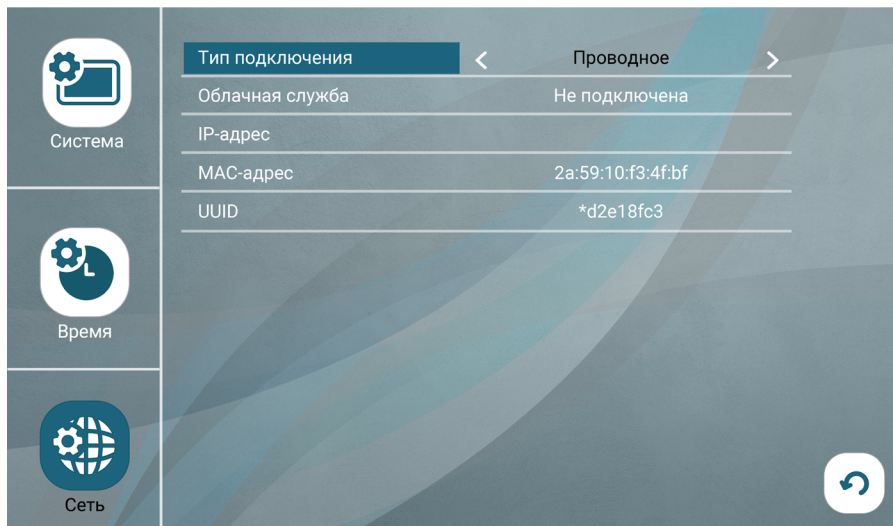 Система
Время
Сеть
Тип подключения < Проводное >
Облачная служба Не подключена
IP-адрес
MAC-адрес 2a:59:10:f3:4f:bf
UUID *d2e18fc3